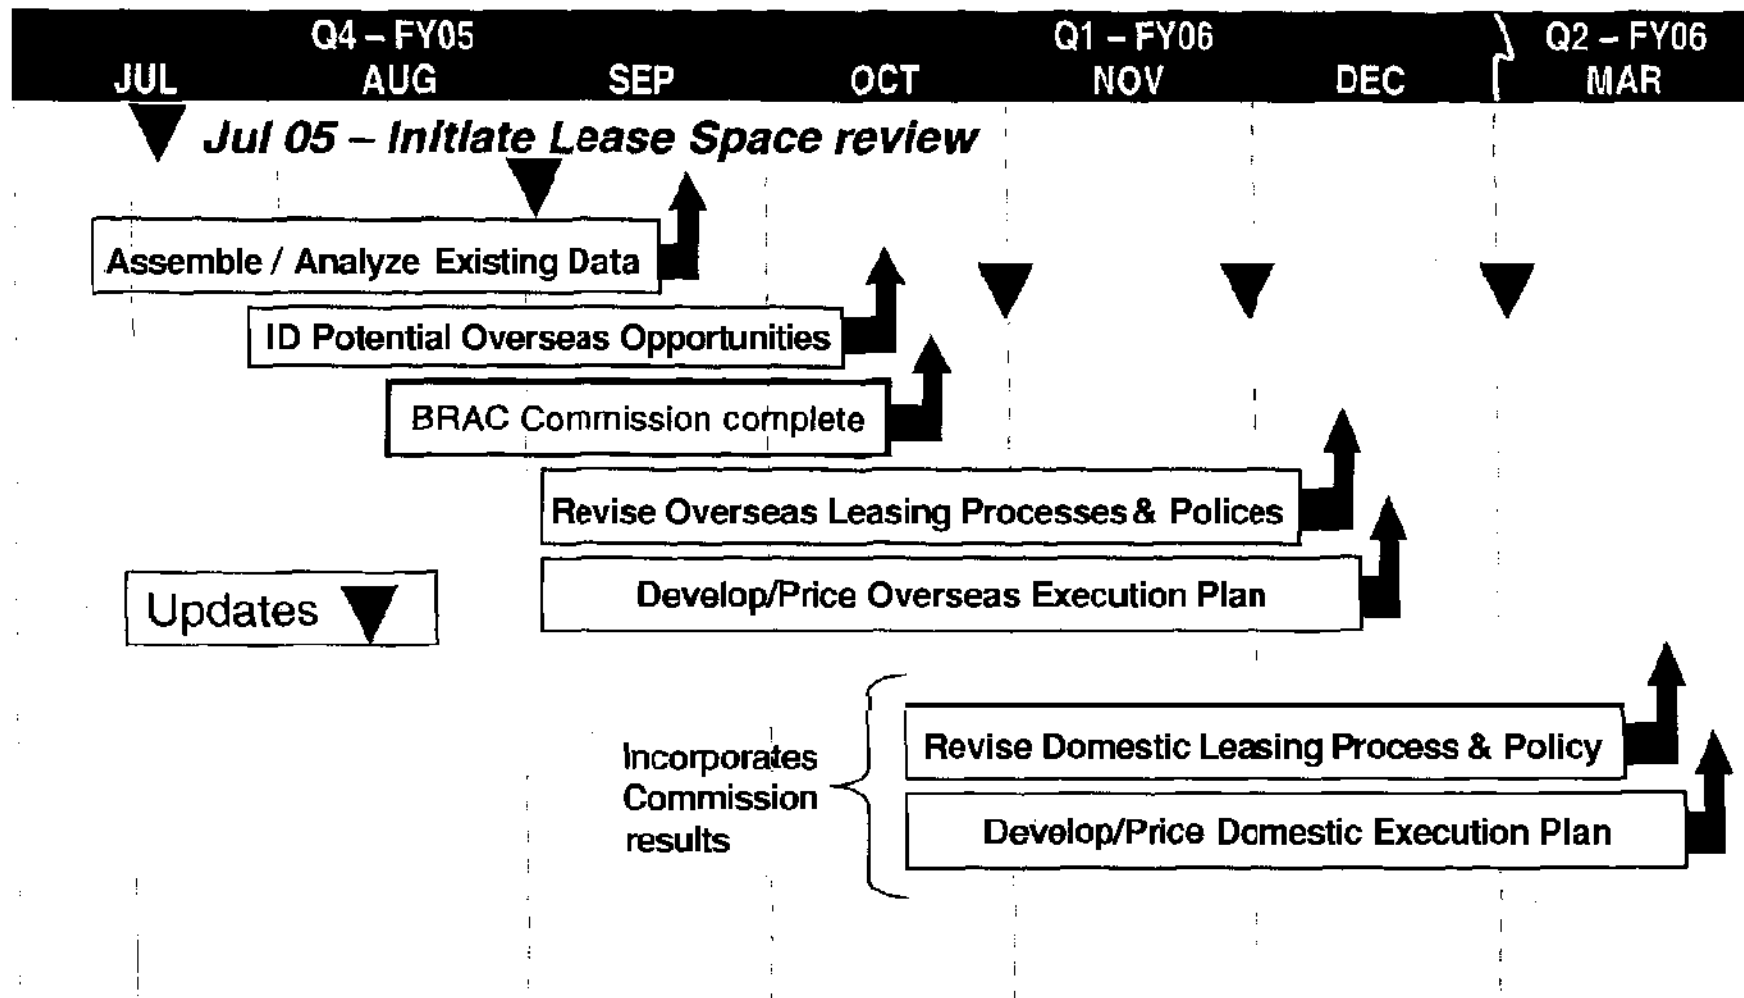 Q4 – FY05 Q1 – FY06 Q2 – FY06
JUL AUG SEP OCT NOV DEC MAR
Jul 05 – Initiate Lease Space review
Assemble / Analyze Existing Data
ID Potential Overseas Opportunities
BRAC Commission complete
Revise Overseas Leasing Processes & Polices
Develop/Price Overseas Execution Plan
Updates
Revise Domestic Leasing Process & Policy
Incorporates
Commission
results
Develop/Price Domestic Execution Plan